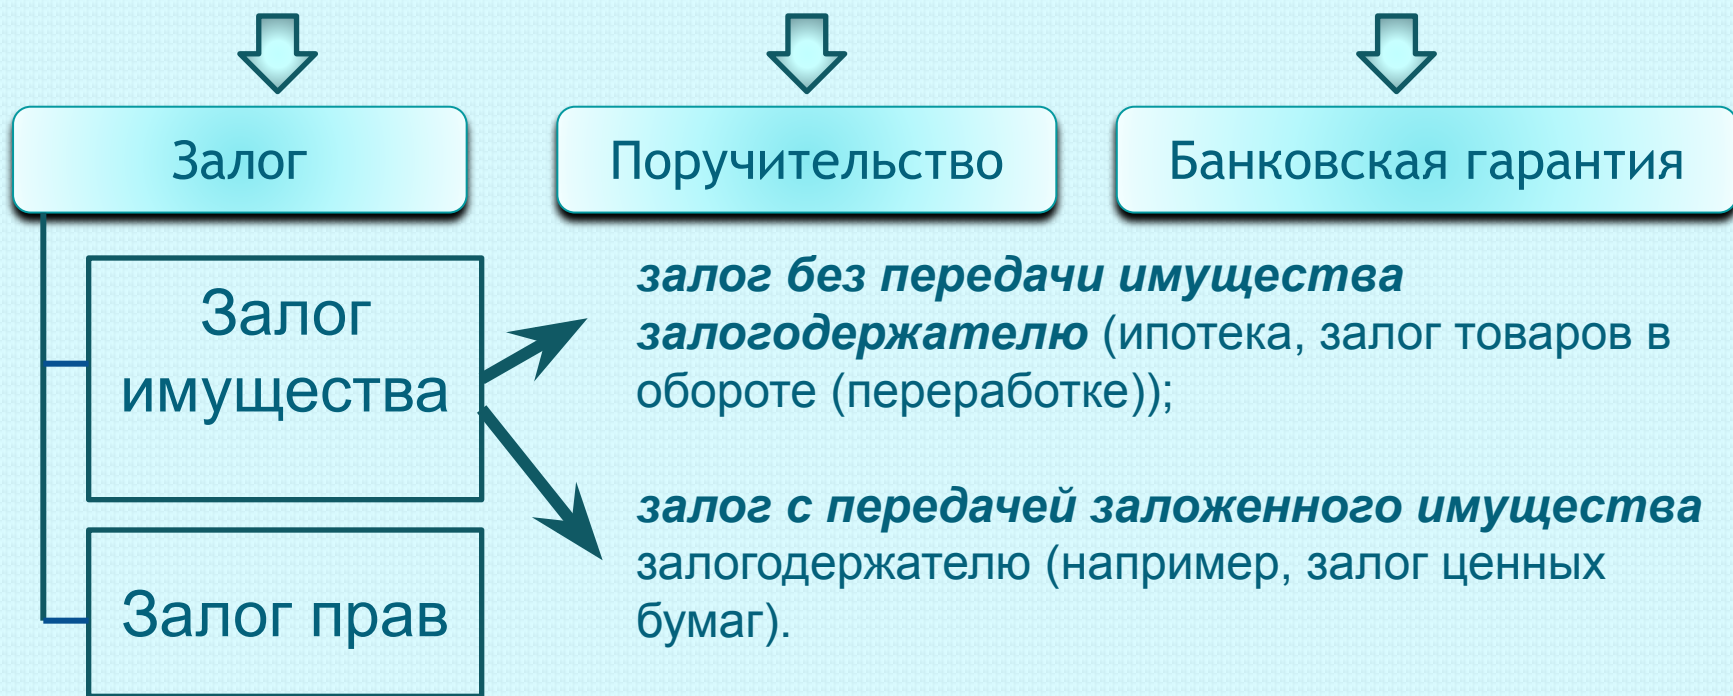 Залог
Поручительство
Банковская гарантия
Залог
имущества
залог без передачи имущества
залогодержателю (ипотека, залог товаров в
обороте (переработке));
залог с передачей заложенного имущества
залогодержателю (например, залог ценных
бумаг).
Залог прав